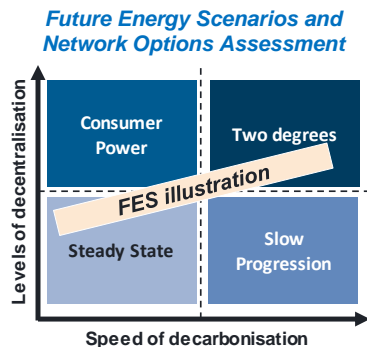 Future Energy Scenarios and
Network Options Assessment
Levels of decentralisation
Consumer
Power
Two degrees
FES illustration
Steady State
Slow
Progression
Speed of decarbonisation